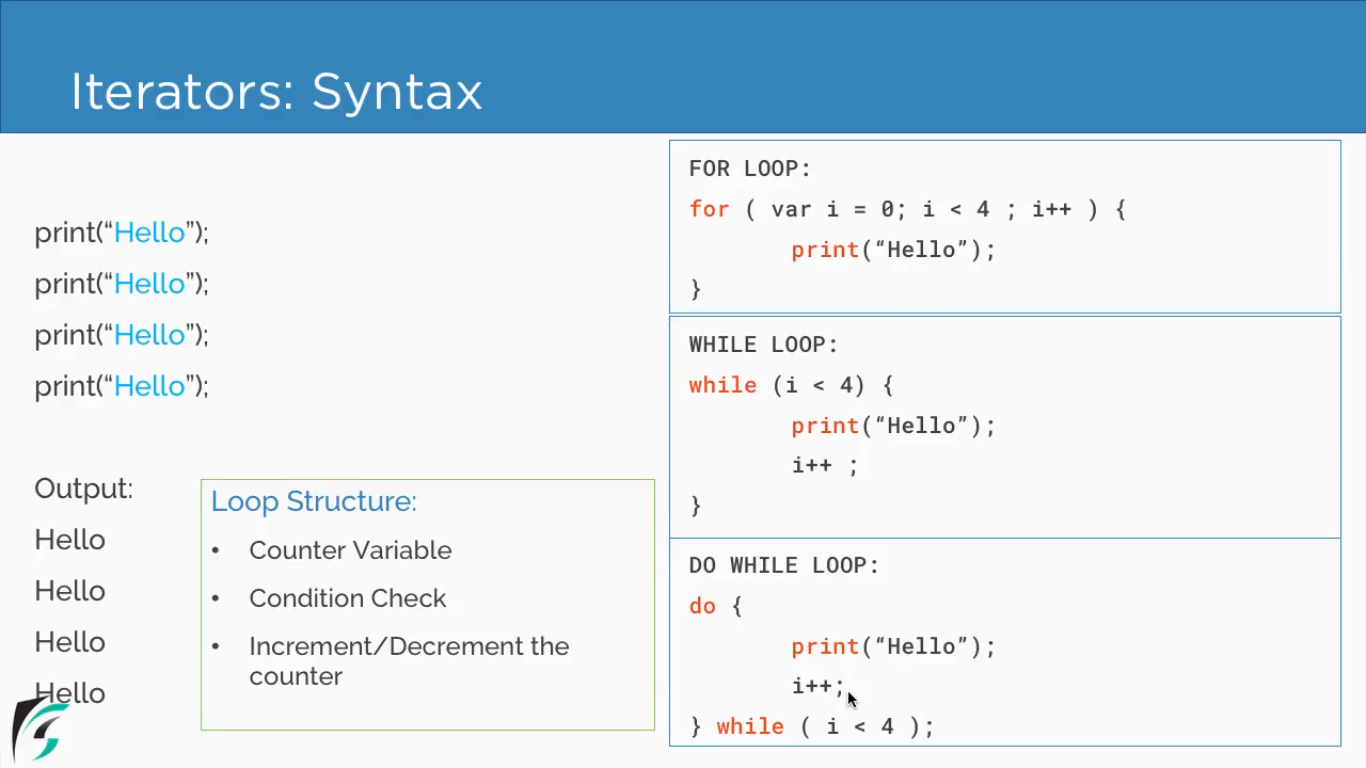 Iterators: Syntax
print(“Hello”);
print(“Hello”);
print(“Hello”);
print(“Hello”);
Output:
Hello
Hello
Hello
Hello
Loop Structure:
• Counter Variable
• Condition Check
• Increment/Decrement the
counter
FOR LOOP:
for ( var i = 0; i < 4 ; i++ ) {
print(“Hello”);
}
WHILE LOOP:
while (i < 4) {
print(“Hello”);
i++ ;
}
DO WHILE LOOP:
do {
print(“Hello”);
i++;
} while ( i < 4 );